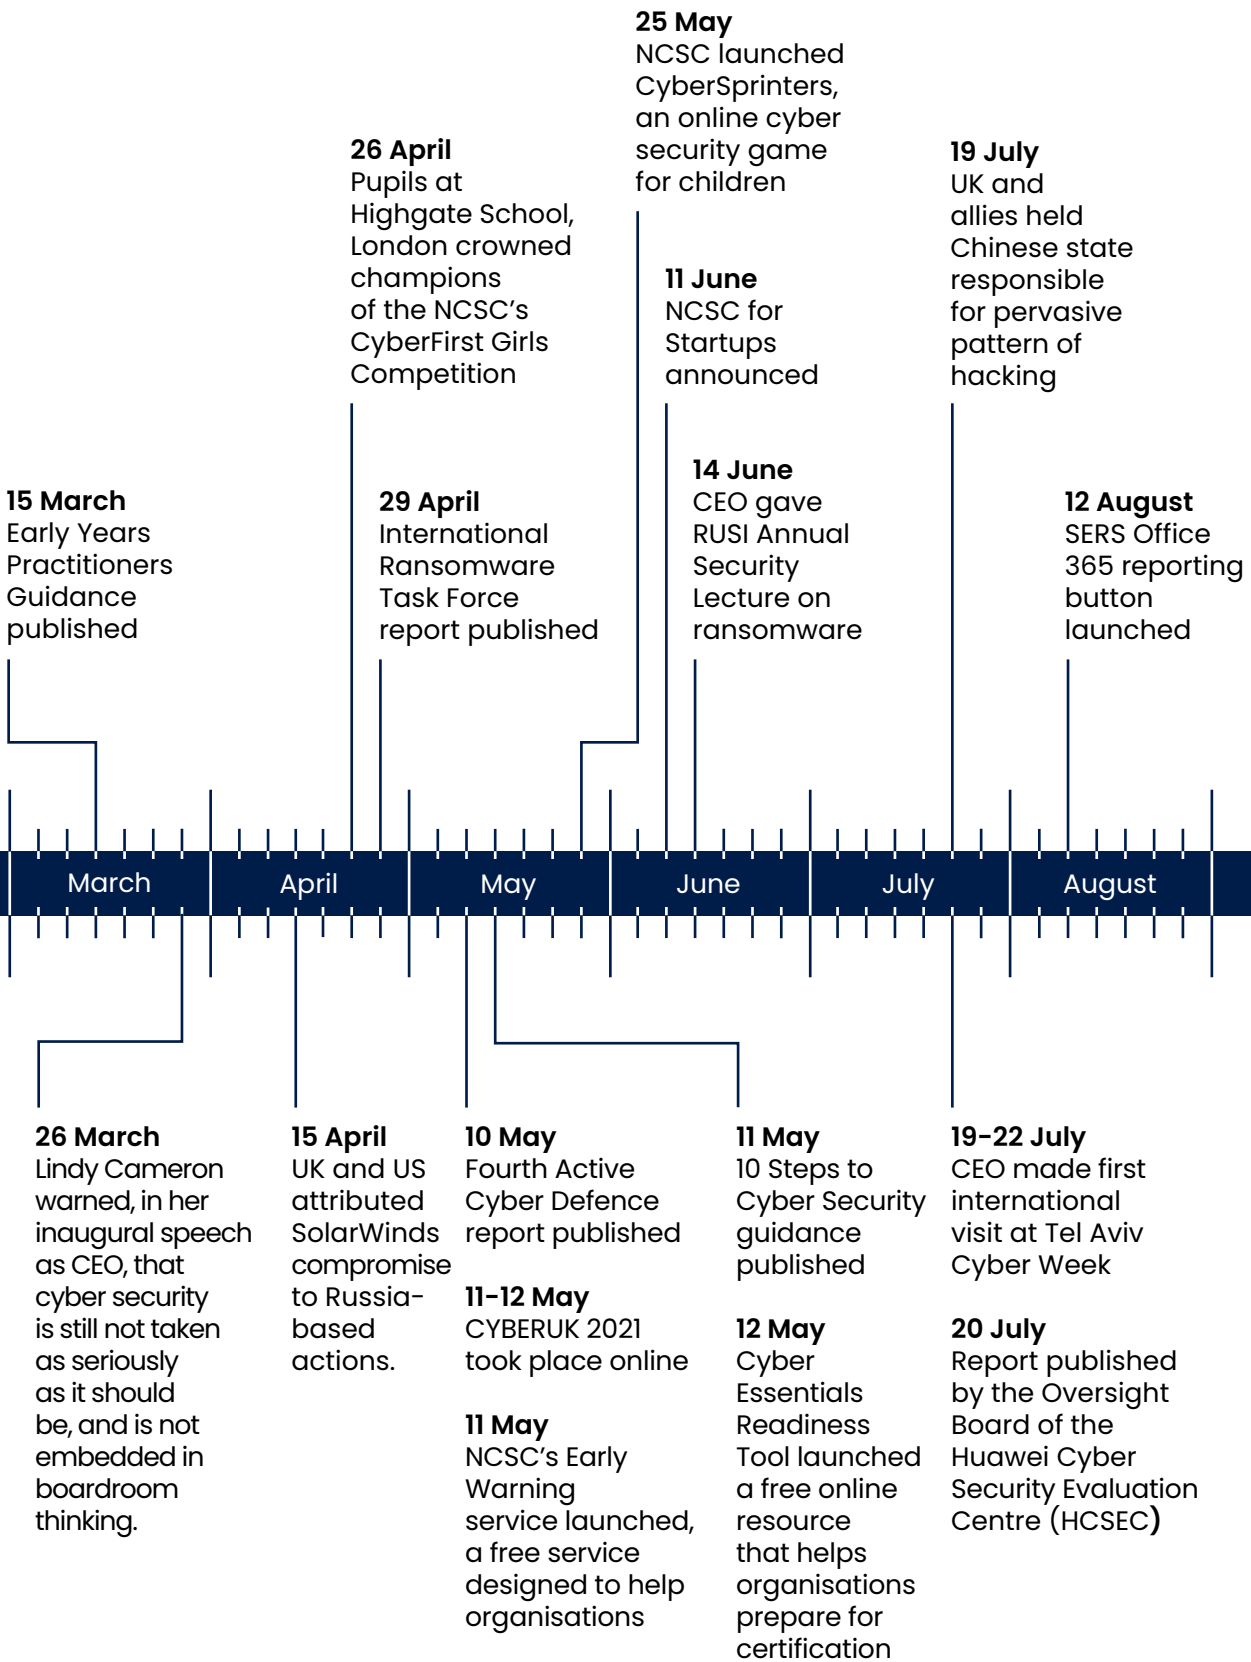 25 May
NCSC launched
CyberSprinters,
an online cyber
security game
for children
26 April
Pupils at
Highgate School,
London crowned
champions
of the NCSC’s
CyberFirst Girls
Competition
19 July
UK and
allies held
Chinese state
responsible
for pervasive
pattern of
hacking
11 June
NCSC for
Startups
announced
15 March
Early Years
Practitioners
Guidance
published
29 April
International
Ransomware
Task Force
report published
14 June
CEO gave
RUSI Annual
Security
Lecture on
ransomware
12 August
SERS Office
365 reporting
button
launched
March
April
May
June
July
August
26 March
Lindy Cameron
warned, in her
inaugural speech
as CEO, that
cyber security
is still not taken
as seriously
as it should
be, and is not
embedded in
boardroom
thinking.
15 April
UK and US
attributed
SolarWinds
compromise
to Russia-
based
actions.
10 May
Fourth Active
Cyber Defence
report published
11-12 May
CYBERUK 2021
took place online
11 May
NCSC’s Early
Warning
service launched,
a free service
designed to help
organisations
11 May
10 Steps to
Cyber Security
guidance
published
12 May
Cyber
Essentials
Readiness
Tool launched
a free online
resource
that helps
organisations
prepare for
certification
19-22 July
CEO made first
international
visit at Tel Aviv
Cyber Week
20 July
Report published
by the Oversight
Board of the
Huawei Cyber
Security Evaluation
Centre (HCSEC)